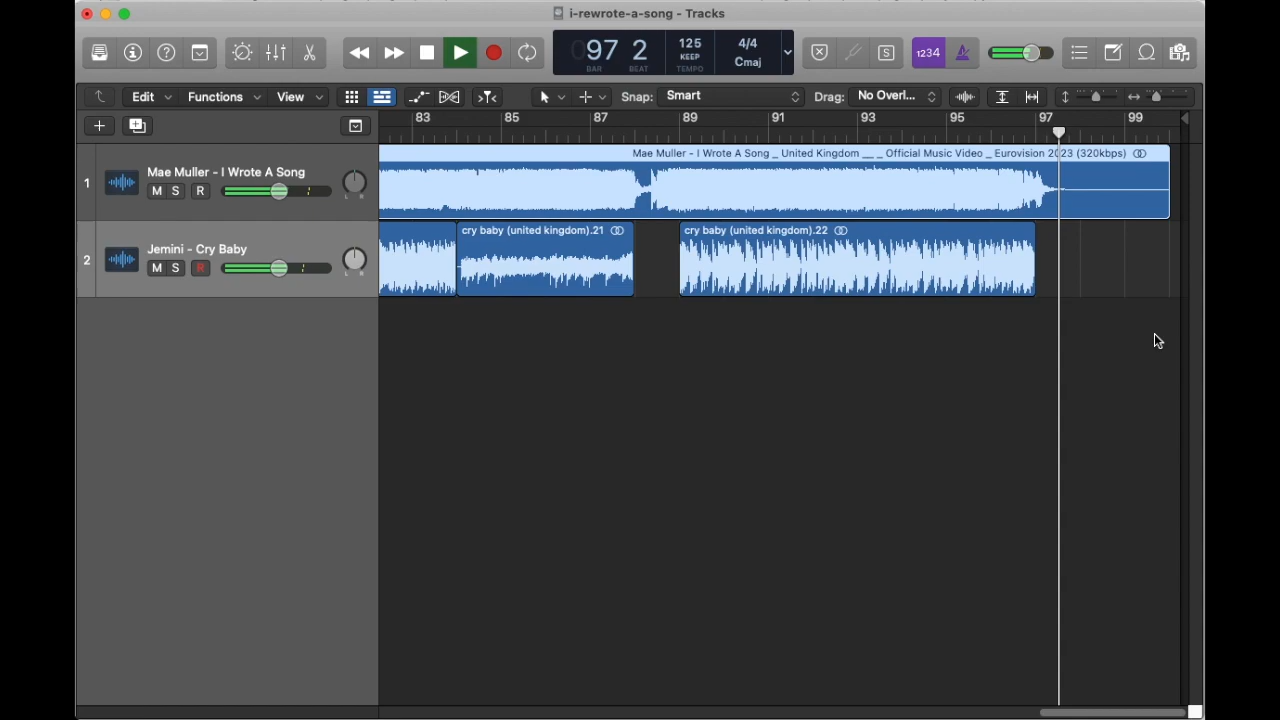 i-rewrote-a-song - Tracks
097 2
BAR BEAT
125
KEEP
TEMPO
4/4
Cmaj
S
1234
Edit Functions View Snap: Smart Drag: No Overl...
83 85 87 89 91 93 95 97 99
1 Mae Muller - I Wrote A Song
M S R L R
Mae Muller - I Wrote A Song _ United Kingdom __ _ Official Music Video _ Eurovision 2023 (320kbps)
2 Jemini - Cry Baby
M S R L R
cry baby (united kingdom).21
cry baby (united kingdom).22